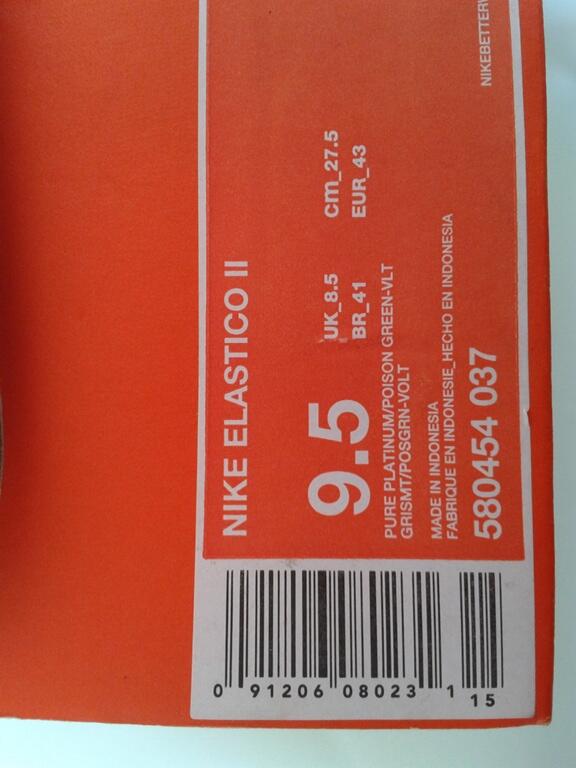 NIKE ELASTICO II
9.5
UK_8.5 cm_27.5
BR_41 EUR_43
PURE PLATINUM/POISON GREEN-VLT
GRISMT/POSGRN-VOLT
MADE IN INDONESIA
FABRIQUE EN INDONESIE_HECHO EN INDONESIA
580454 037
0 91206 08023 1 15